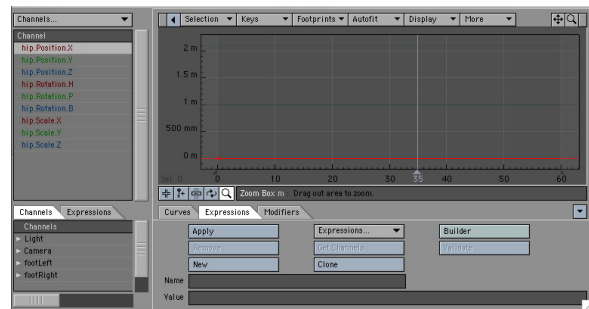 Channels...
Selection Keys Footprints Autofit Display More
Channel
hip.Position.X
hip.Position.Y
hip.Position.Z
hip.Rotation.H
hip.Rotation.P
hip.Rotation.B
hip.Scale.X
hip.Scale.Y
hip.Scale.Z
2 m
1.5 m
1 m
500 mm
0 m
Sel: 0 0 10 20 30 35 50 60
Zoom Box m Drag out area to zoom.
Channels Expressions
Curves Expressions Modifiers
Channels
Light
Camera
footLeft
footRight
Apply Expressions... Builder
Remove Get Channels Validate
New Clone
Name
Value